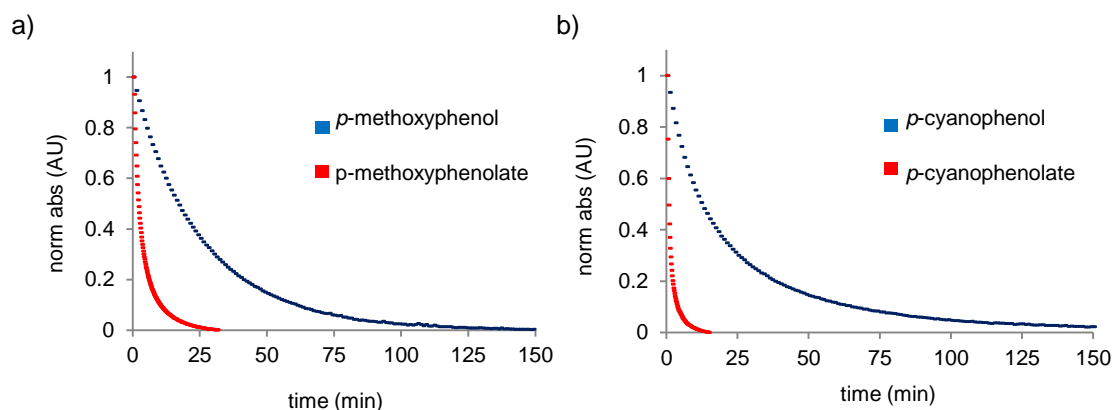 a)
norm abs (AU)
1
0.8
0.6
0.4
0.2
0
p-methoxyphenol
p-methoxyphenolate
0 25 50 75 100 125 150
time (min)
b)
norm abs (AU)
1
0.8
0.6
0.4
0.2
0
p-cyanophenol
p-cyanophenolate
0 25 50 75 100 125 150
time (min)